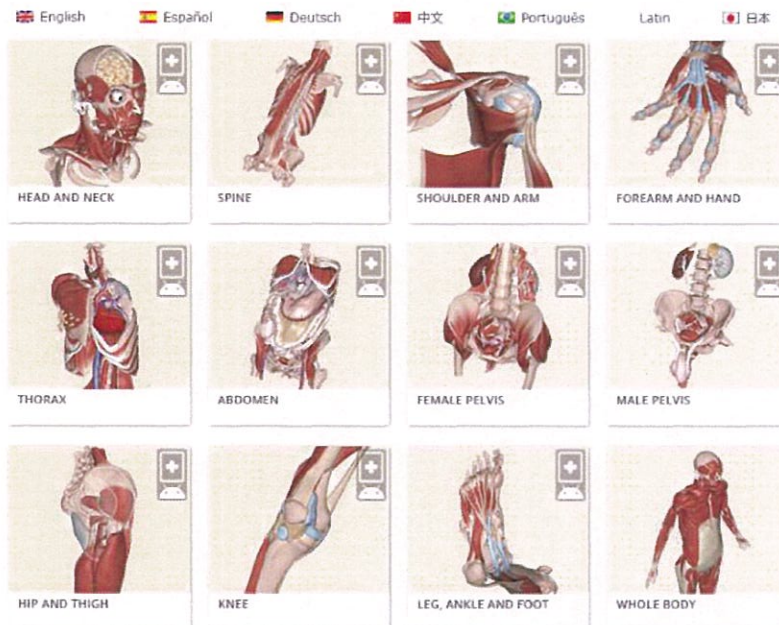 English Español Deutsch 中文 Português Latin 日本
HEAD AND NECK SPINE SHOULDER AND ARM FOREARM AND HAND
THORAX ABDOMEN FEMALE PELVIS MALE PELVIS
HIP AND THIGH KNEE LEG, ANKLE AND FOOT WHOLE BODY